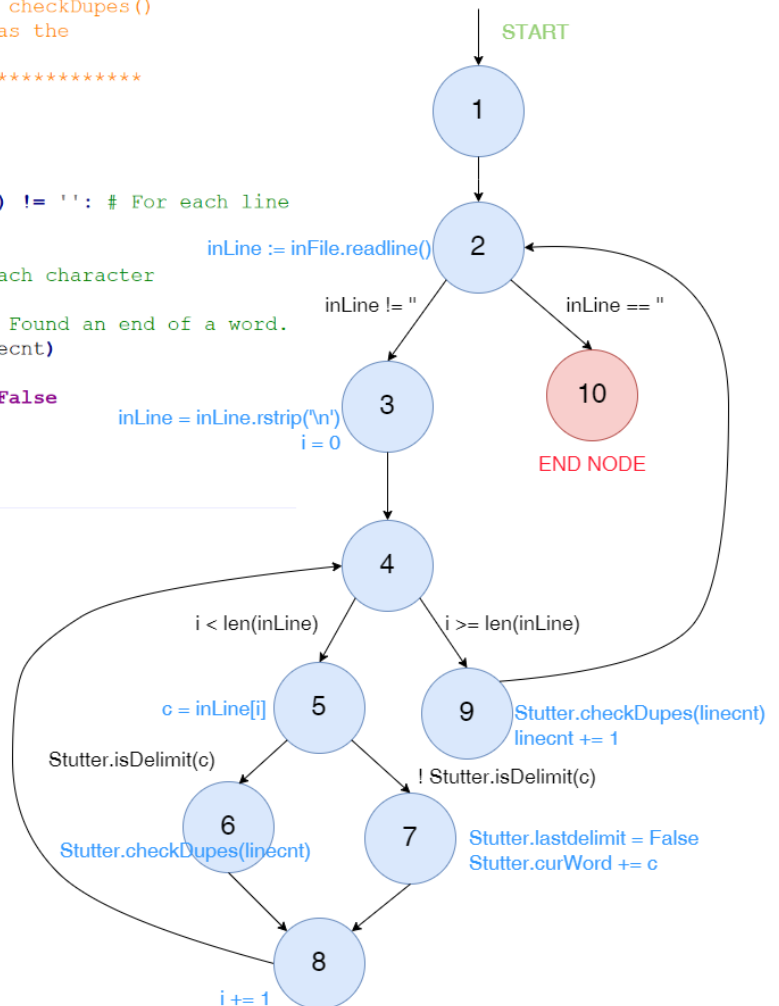 checkDupes()
as the
************
) != '': # For each line
ach character
Found an end of a word.
ecnt)
False
START
1
2
inLine := inFile.readline()
inLine != ''
inLine == ''
3
inLine = inLine.rstrip('\n')
i = 0
10
END NODE
4
i < len(inLine)
i >= len(inLine)
5
c = inLine[i]
9
Stutter.checkDupes(linecnt)
linecnt += 1
Stutter.isDelimit(c)
! Stutter.isDelimit(c)
6
Stutter.checkDupes(linecnt)
7
Stutter.lastdelimit = False
Stutter.curWord += c
8
i += 1